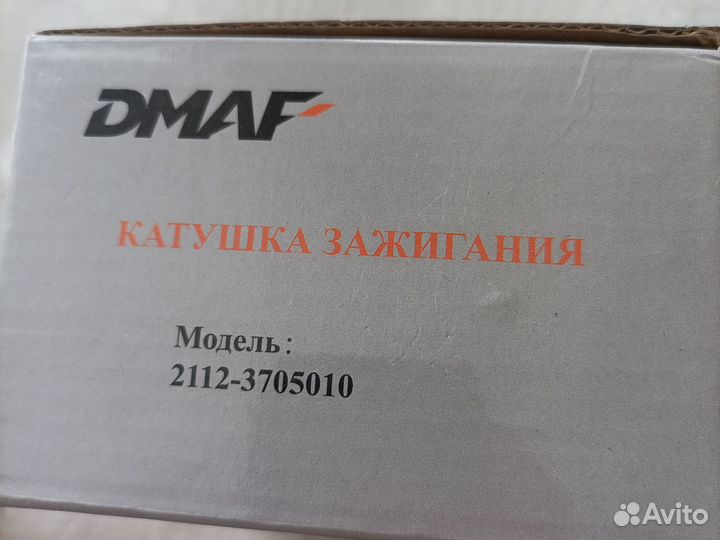 DMAF
КАТУШКА ЗАЖИГАНИЯ
Модель:
2112-3705010
Avito